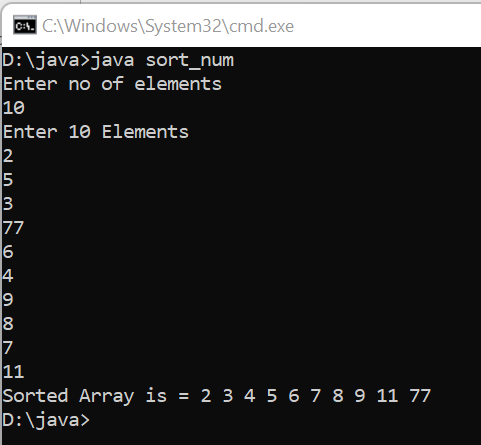 C:\Windows\System32\cmd.exe
D:\java>java sort_num
Enter no of elements
10
Enter 10 Elements
2
5
3
77
6
4
9
8
7
11
Sorted Array is = 2 3 4 5 6 7 8 9 11 77
D:\java>